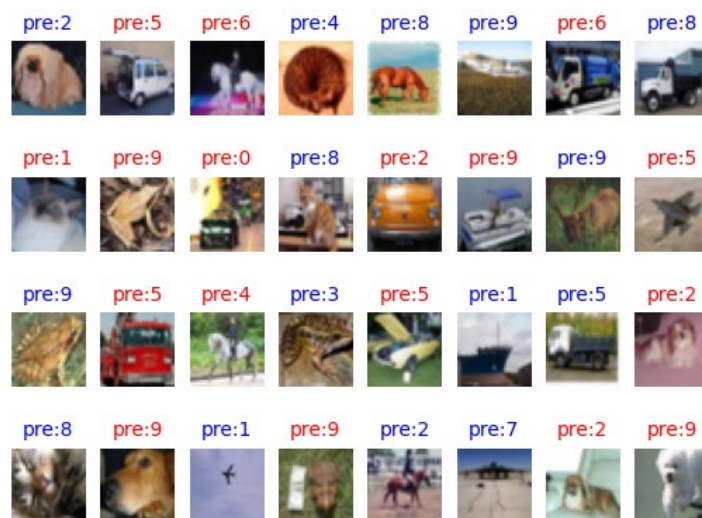 pre:2 pre:5 pre:6 pre:4 pre:8 pre:9 pre:6 pre:8
pre:1 pre:9 pre:0 pre:8 pre:2 pre:9 pre:9 pre:5
pre:9 pre:5 pre:4 pre:3 pre:5 pre:1 pre:5 pre:2
pre:8 pre:9 pre:1 pre:9 pre:2 pre:7 pre:2 pre:9